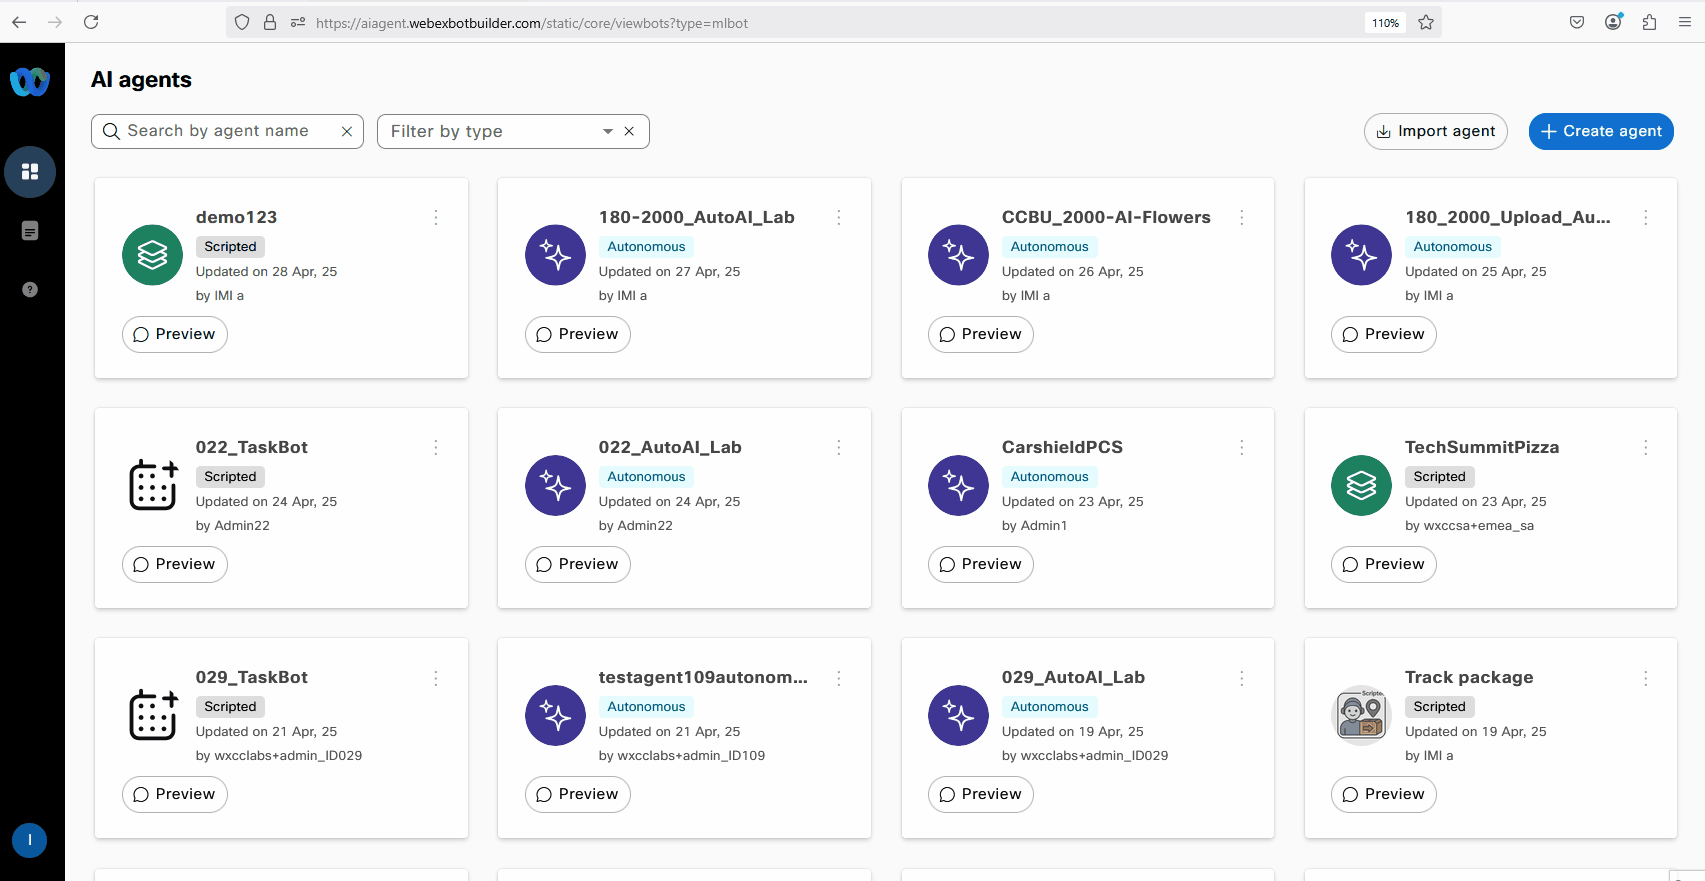 https://aiagent.webexbotbuilder.com/static/core/viewbots?type=mlbot
110%
AI agents
Search by agent name
Filter by type
Import agent
Create agent
demo123
Scripted
Updated on 28 Apr, 25
by IMI a
Preview
180-2000_AutoAI_Lab
Autonomous
Updated on 27 Apr, 25
by IMI a
Preview
CCBU_2000-AI-Flowers
Autonomous
Updated on 26 Apr, 25
by IMI a
Preview
180_2000_Upload_Au...
Autonomous
Updated on 25 Apr, 25
by IMI a
Preview
022_TaskBot
Scripted
Updated on 24 Apr, 25
by Admin22
Preview
022_AutoAI_Lab
Autonomous
Updated on 24 Apr, 25
by Admin22
Preview
CarshieldPCS
Autonomous
Updated on 23 Apr, 25
by Admin1
Preview
TechSummitPizza
Scripted
Updated on 23 Apr, 25
by wxccsa+emea_sa
Preview
029_TaskBot
Scripted
Updated on 21 Apr, 25
by wxcclabs+admin_ID029
Preview
testagent109autonom...
Autonomous
Updated on 21 Apr, 25
by wxcclabs+admin_ID109
Preview
029_AutoAI_Lab
Autonomous
Updated on 19 Apr, 25
by wxcclabs+admin_ID029
Preview
Scripte
Track package
Scripted
Updated on 19 Apr, 25
by IMI a
Preview
I